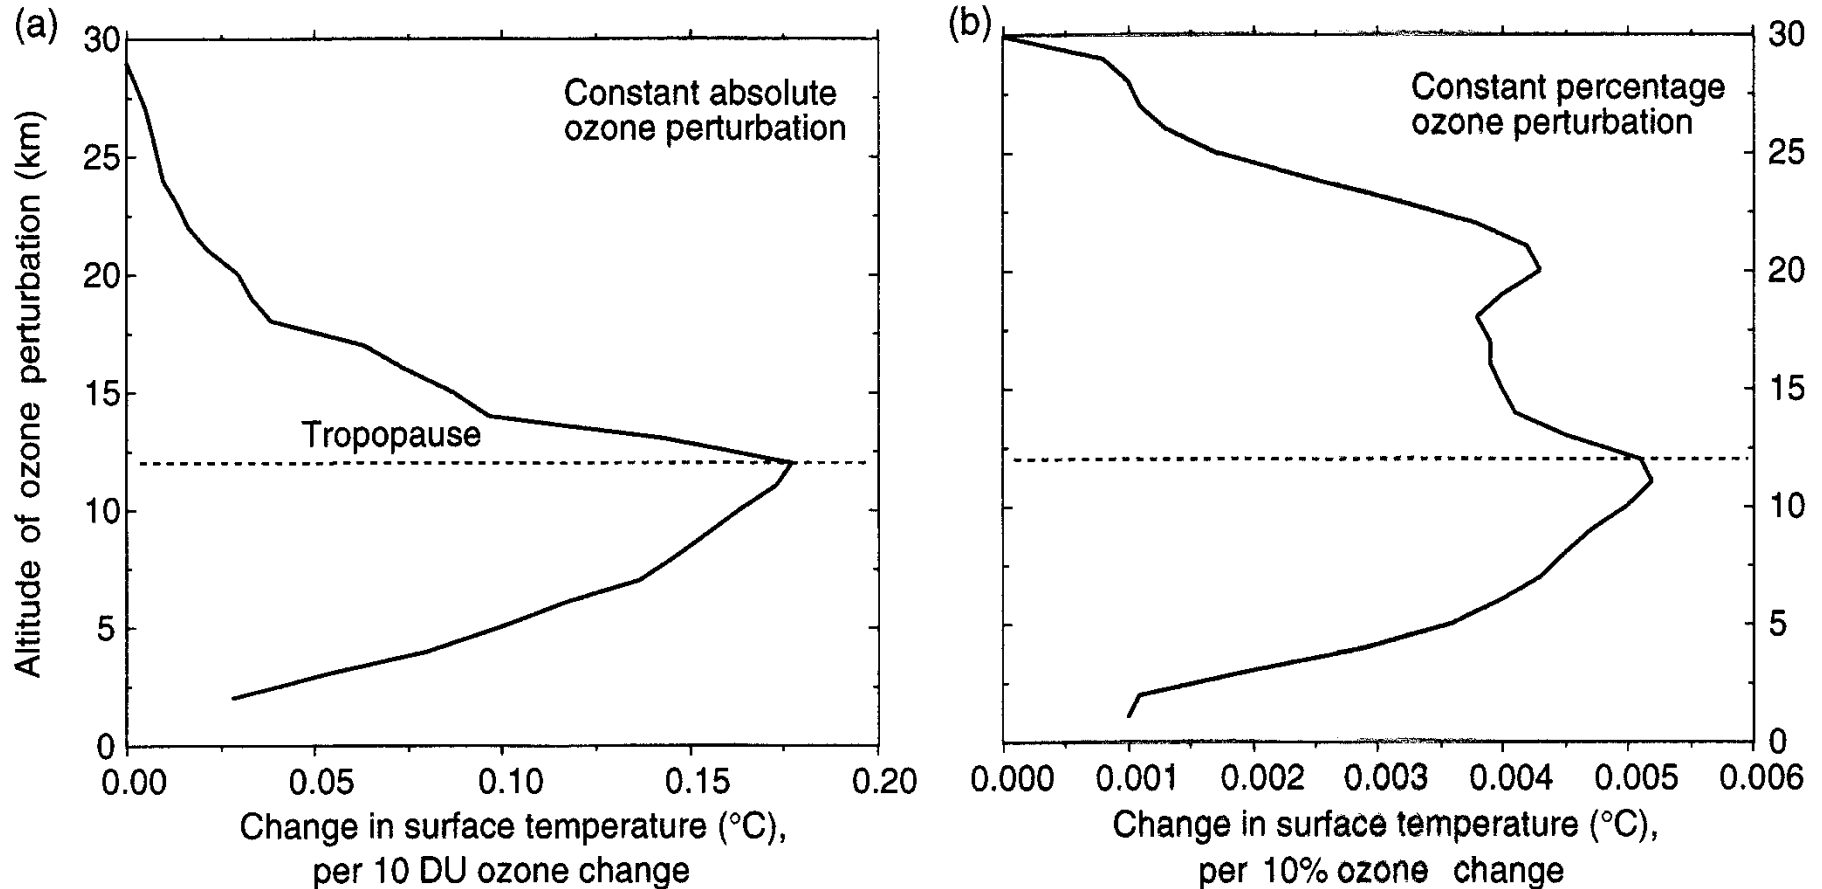 (a)
30
25
20
15
10
5
0
Altitude of ozone perturbation (km)
Constant absolute
ozone perturbation
Tropopause
0.00 0.05 0.10 0.15 0.20
Change in surface temperature (°C),
per 10 DU ozone change
(b)
Constant percentage
ozone perturbation
30
25
20
15
10
5
0
0.000 0.001 0.002 0.003 0.004 0.005 0.006
Change in surface temperature (°C),
per 10% ozone change